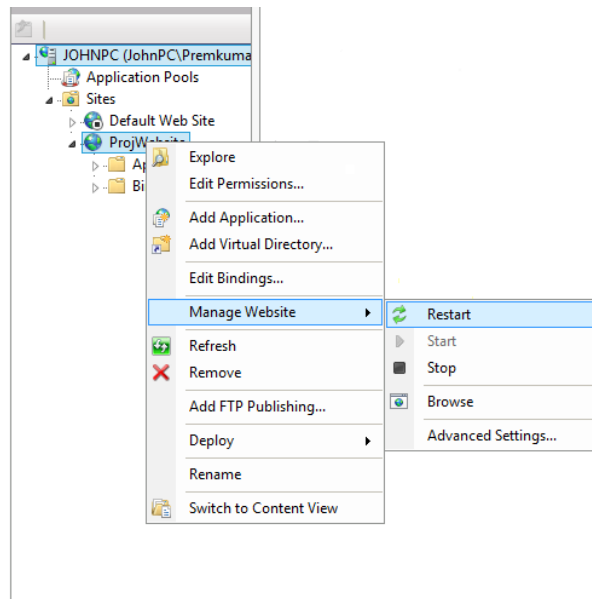 JOHNPC (JohnPC\Premkuma
Application Pools
Sites
Default Web Site
ProjWebsite
Ap
Bi
Explore
Edit Permissions...
Add Application...
Add Virtual Directory...
Edit Bindings...
Manage Website
Refresh
Remove
Add FTP Publishing...
Deploy
Rename
Switch to Content View
Restart
Start
Stop
Browse
Advanced Settings...